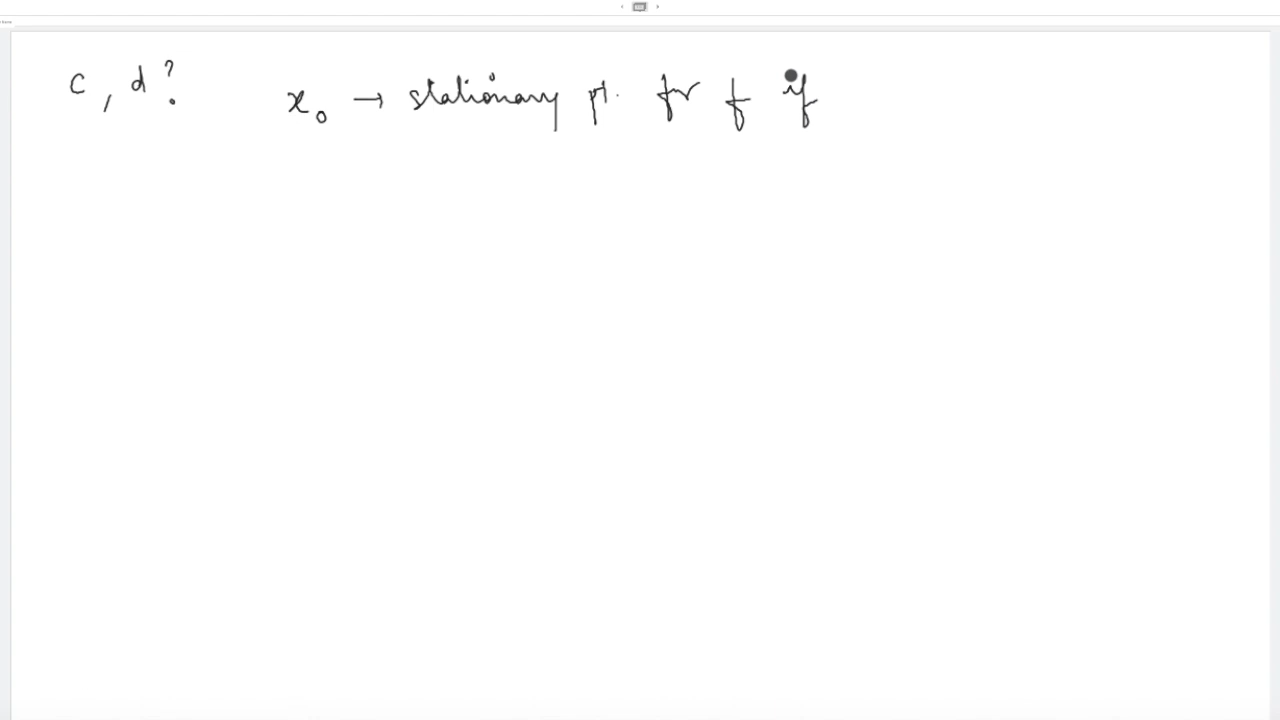 c, d ? x₀ → stationary pt. for f if